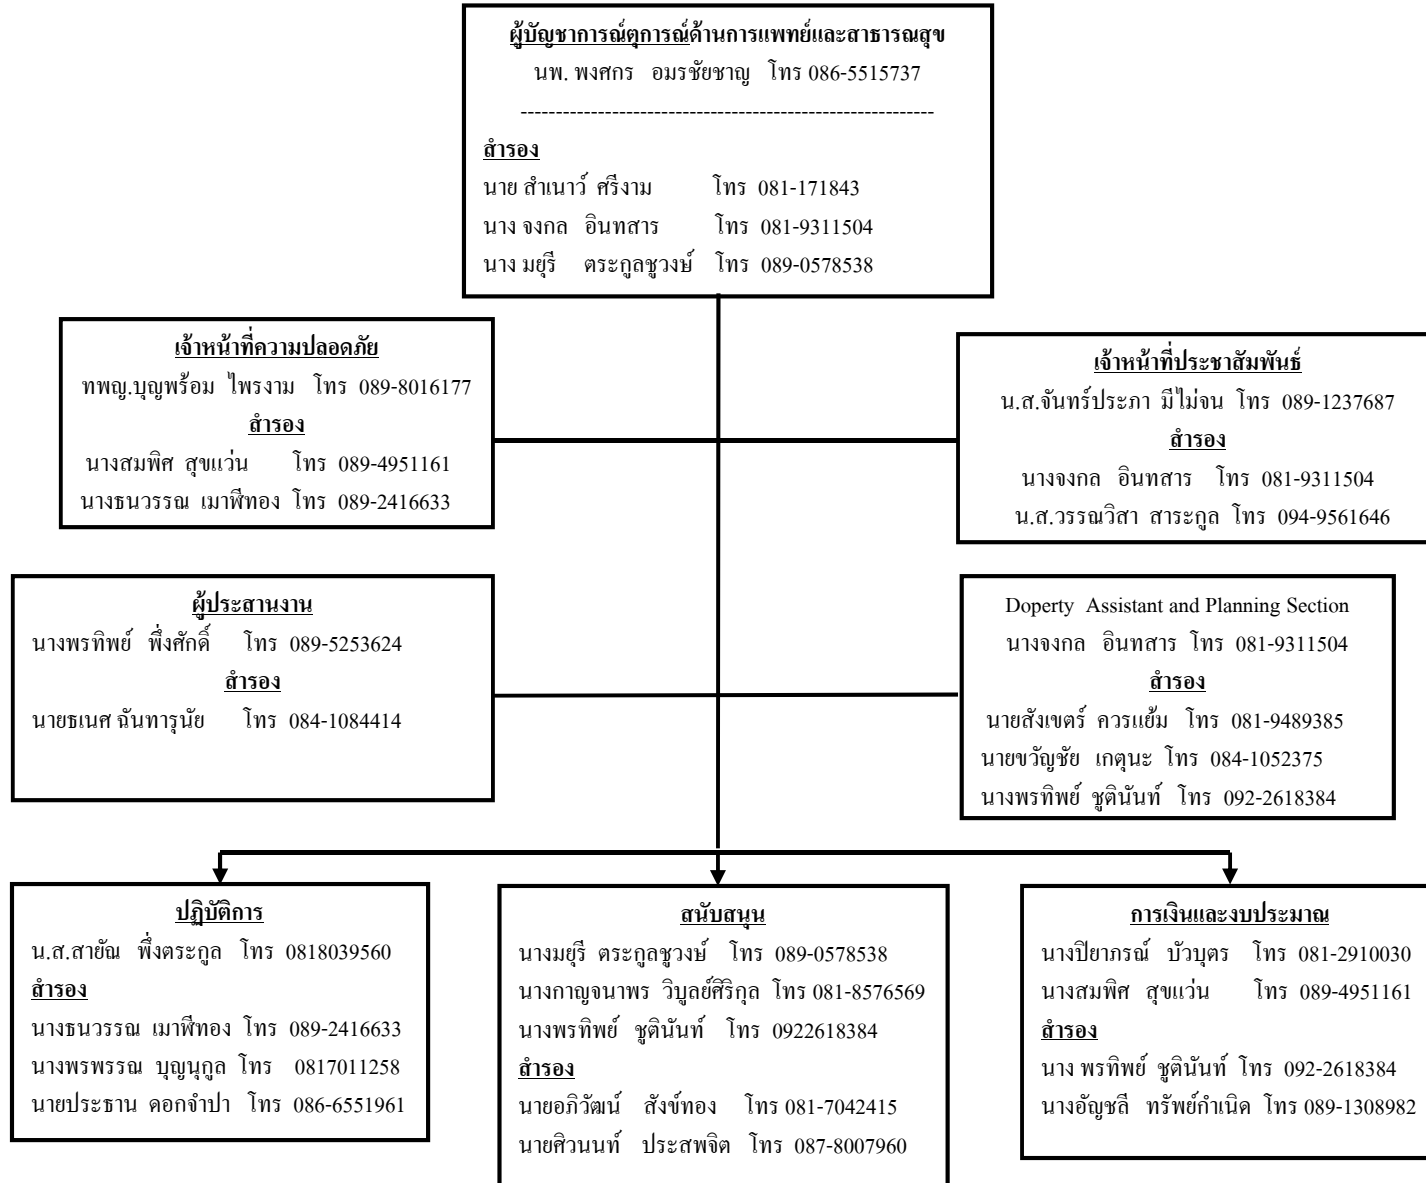 ผู้บัญชาการณ์ตุการณ์ด้านการแพทย์และสาธารณสุข
นพ. พงศกร อมรชัยชาญ โทร 086-5515737
-----------------------------------------------------------
สำรอง
นาย สำเนาว์ ศรีงาม โทร 081-171843
นาง จงกล อินทสาร โทร 081-9311504
นาง มยุรี ตระกูลชูวงษ์ โทร 089-0578538
เจ้าหน้าที่ความปลอดภัย
ทพญ.บุญพร้อม ไพรงาม โทร 089-8016177
สำรอง
นางสมพิศ สุขแว่น โทร 089-4951161
นางธนวรรณ เมาฬีทอง โทร 089-2416633
เจ้าหน้าที่ประชาสัมพันธ์
น.ส.จันทร์ประภา มีไม่จน โทร 089-1237687
สำรอง
นางจงกล อินทสาร โทร 081-9311504
น.ส.วรรณวิสา สาระกูล โทร 094-9561646
ผู้ประสานงาน
นางพรทิพย์ พึ่งศักดิ์ โทร 089-5253624
สำรอง
นายธเนศ ฉันทารุนัย โทร 084-1084414
Doperty Assistant and Planning Section
นางจงกล อินทสาร โทร 081-9311504
สำรอง
นายสังเขตร์ ควรแย้ม โทร 081-9489385
นายขวัญชัย เกตุนะ โทร 084-1052375
นางพรทิพย์ ชูตินันท์ โทร 092-2618384
ปฏิบัติการ
น.ส.สายัณ พึ่งตระกูล โทร 0818039560
สำรอง
นางธนวรรณ เมาฬีทอง โทร 089-2416633
นางพรพรรณ บุญนุกูล โทร 0817011258
นายประธาน ดอกจำปา โทร 086-6551961
สนับสนุน
นางมยุรี ตระกูลชูวงษ์ โทร 089-0578538
นางกาญจนาพร วิบูลย์ศิริกุล โทร 081-8576569
นางพรทิพย์ ชูตินันท์ โทร 0922618384
สำรอง
นายอภิวัฒน์ สังข์ทอง โทร 081-7042415
นายศิวนนท์ ประสพจิต โทร 087-8007960
การเงินและงบประมาณ
นางปิยาภรณ์ บัวบุตร โทร 081-2910030
นางสมพิศ สุขแว่น โทร 089-4951161
สำรอง
นาง พรทิพย์ ชูตินันท์ โทร 092-2618384
นางอัญชลี ทรัพย์กำเนิด โทร 089-1308982